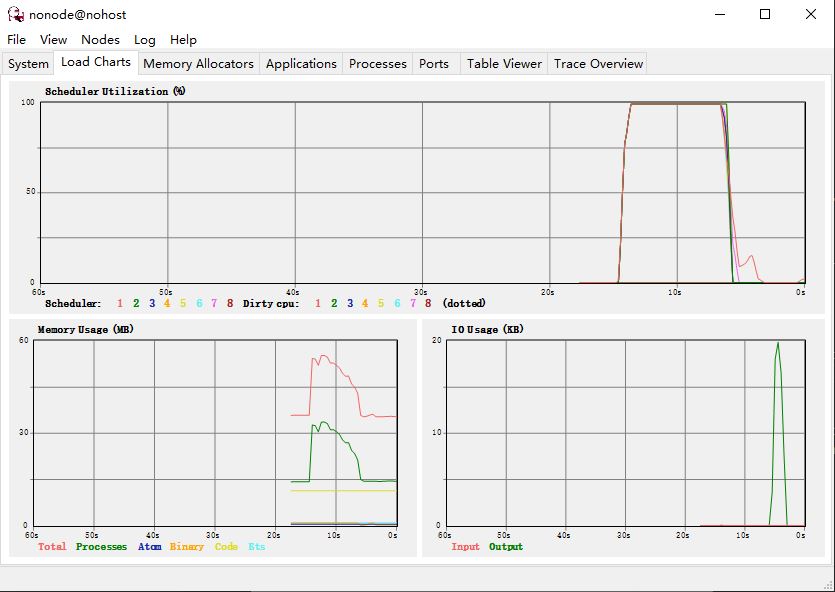 nonode@nohost
File View Nodes Log Help
System Load Charts Memory Allocators Applications Processes Ports Table Viewer Trace Overview
Scheduler Utilization (%)
100
50
0
60s 50s 40s 30s 20s 10s 0s
Scheduler: 1 2 3 4 5 6 7 8 Dirty cpu: 1 2 3 4 5 6 7 8 (dotted)
Memory Usage (MB)
60
30
0
60s 50s 40s 30s 20s 10s 0s
Total Processes Atom Binary Code Ets
IO Usage (KB)
20
10
0
60s 50s 40s 30s 20s 10s 0s
Input Output